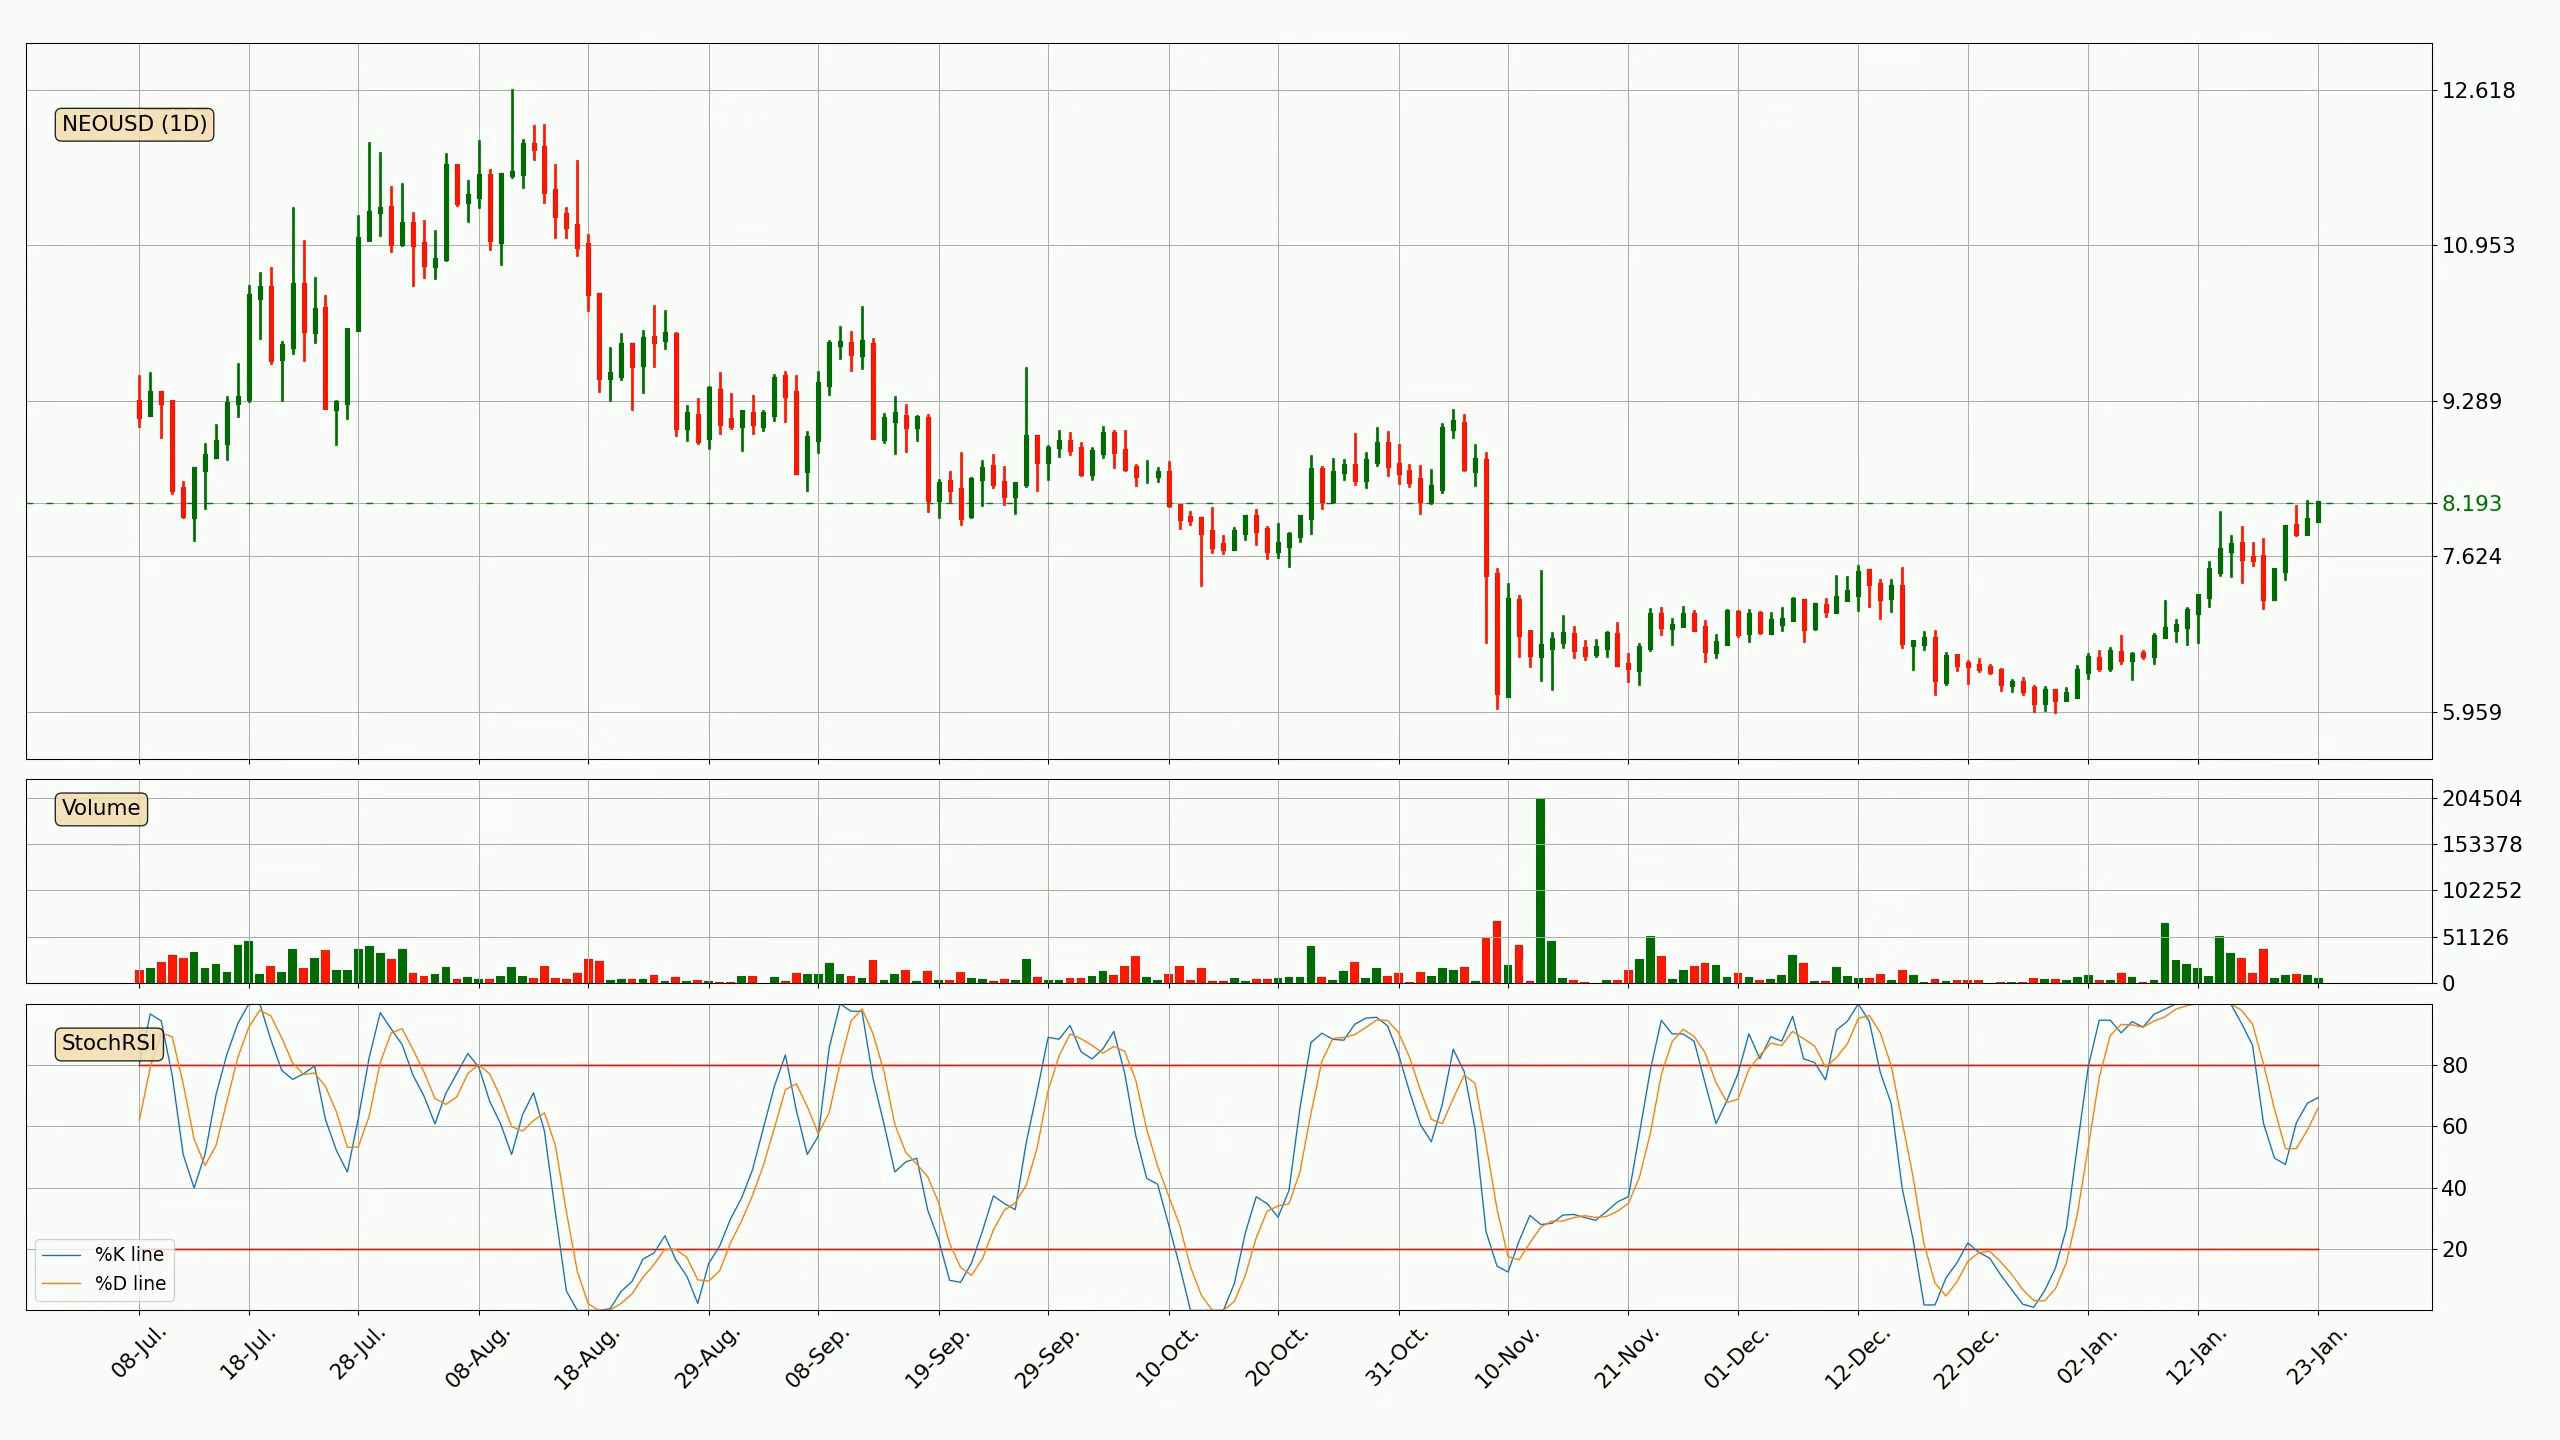 NEOUSD (1D)
12.618
10.953
9.289
8.193
7.624
5.959
Volume
204504
153378
102252
51126
0
StochRSI
80
60
40
20
%K line
%D line
08-Jul.
18-Jul.
28-Jul.
08-Aug.
18-Aug.
29-Aug.
08-Sep.
19-Sep.
29-Sep.
10-Oct.
20-Oct.
31-Oct.
10-Nov.
21-Nov.
01-Dec.
12-Dec.
22-Dec.
02-Jan.
12-Jan.
23-Jan.